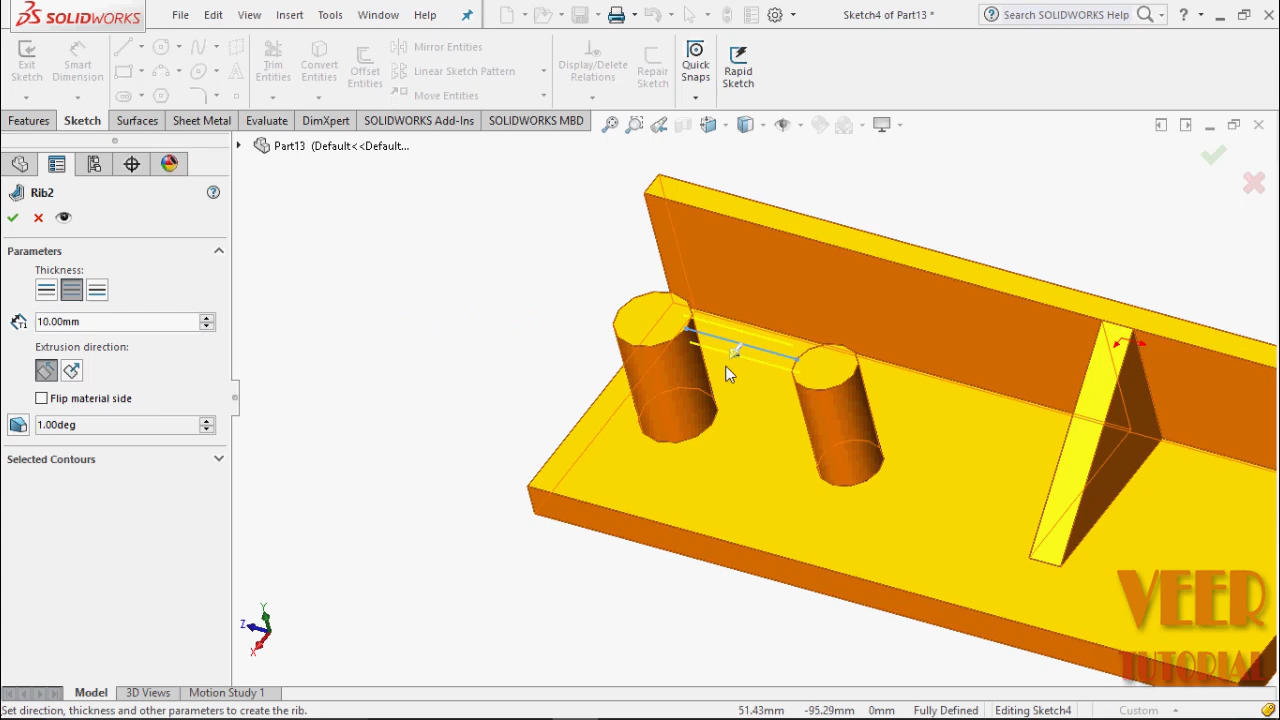 SOLIDWORKS
File Edit View Insert Tools Window Help
Sketch4 of Part13 *
Search SOLIDWORKS Help
Exit Sketch
Smart Dimension
Trim Entities
Convert Entities
Offset Entities
Mirror Entities
Linear Sketch Pattern
Move Entities
Display/Delete Relations
Repair Sketch
Quick Snaps
Rapid Sketch
Features Sketch Surfaces Sheet Metal Evaluate DimXpert SOLIDWORKS Add-Ins SOLIDWORKS MBD
Part13 (Default<<Default...
Rib2
Parameters
Thickness:
10.00mm
Extrusion direction:
Flip material side
1.00deg
Selected Contours
Y
Z
X
VEER
TUTORIAL
Model 3D Views Motion Study 1
Set direction, thickness and other parameters to create the rib.
51.43mm -95.29mm 0mm Fully Defined Editing Sketch4 Custom